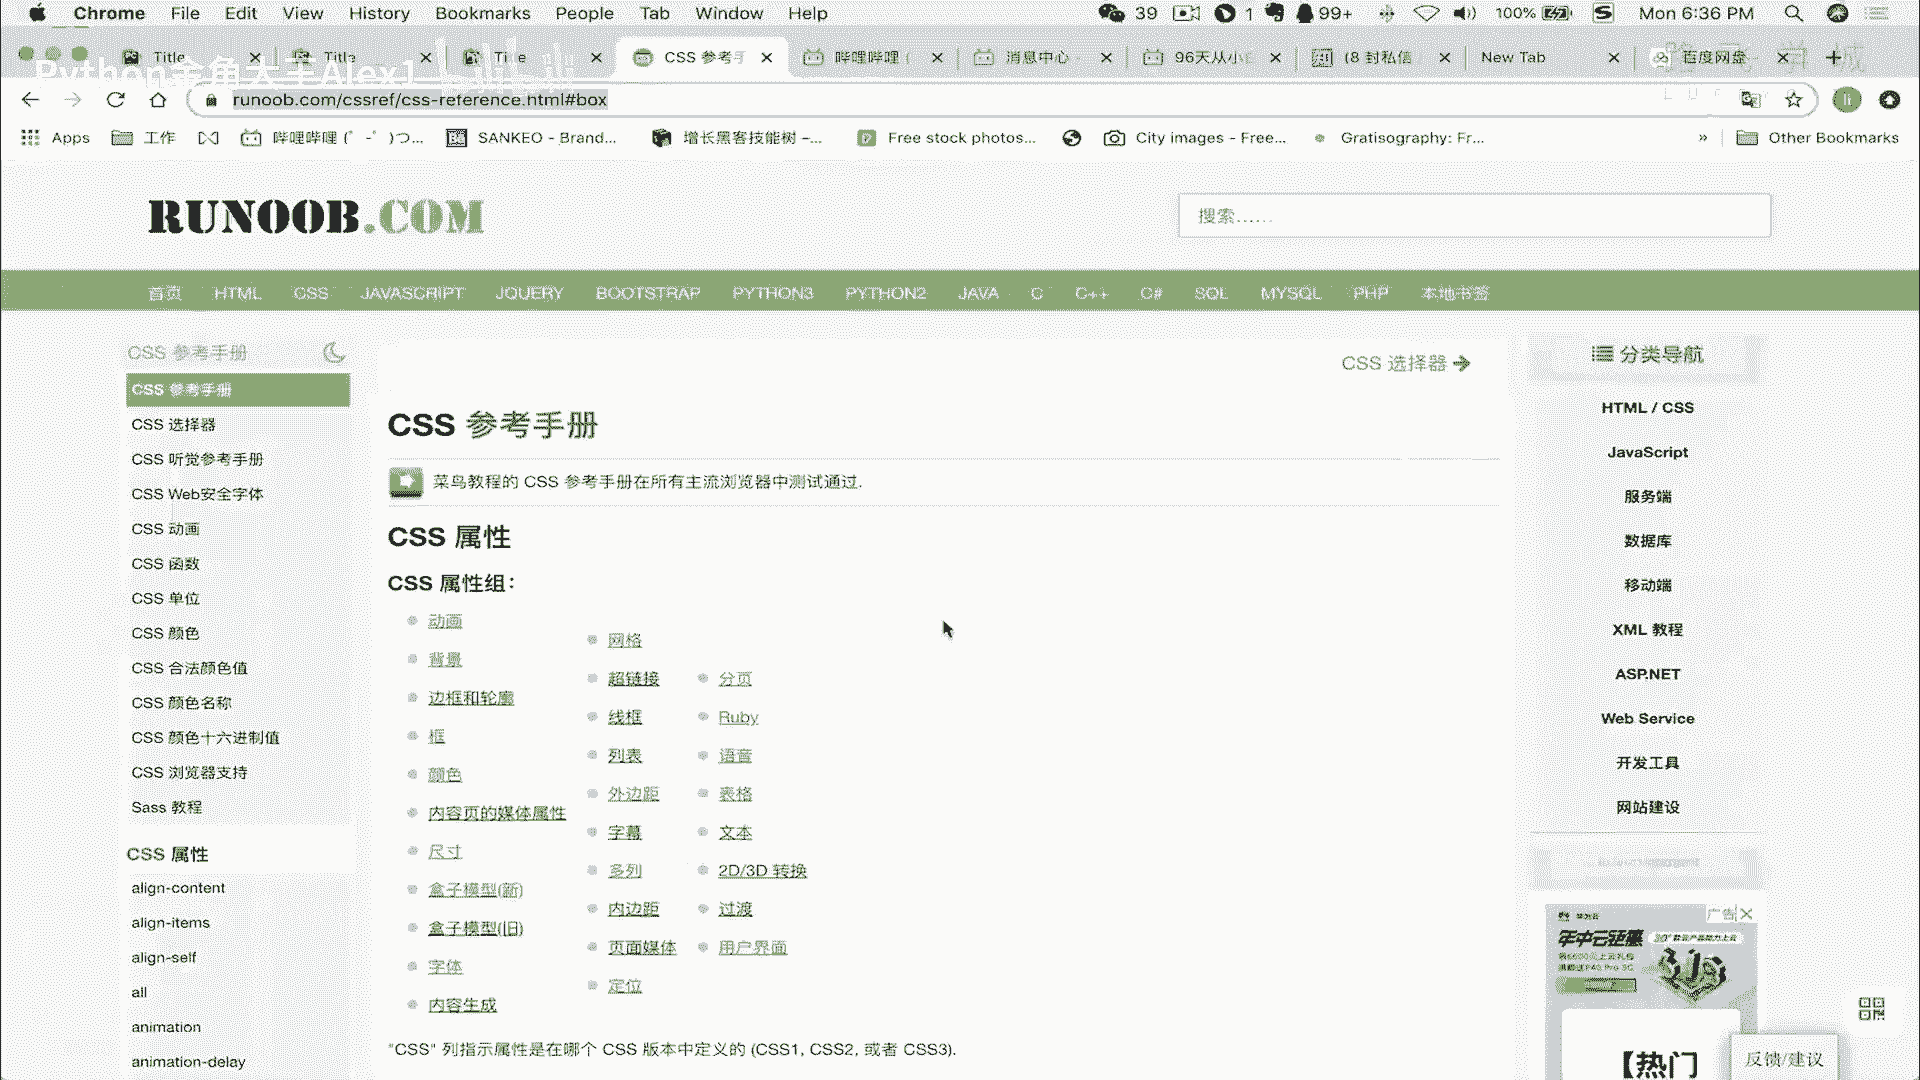 Chrome File Edit View History Bookmarks People Tab Window Help 39 1 99+ 100% Mon 6:36 PM
Title Title Title CSS 参考手 哔哩哔哩 ( 消息中心 96天从小白 (8 封私信 New Tab 百度网盘
Python金角大王Alex1
runoob.com/cssref/css-reference.html#box
Apps 工作 哔哩哔哩 (゜-゜)つ... SANKEO - Brand... 增长黑客技能树 –... Free stock photos... City images - Free... Gratisography: Fr... » Other Bookmarks
RUNOOB.COM
搜索......
首页 HTML CSS JAVASCRIPT JQUERY BOOTSTRAP PYTHON3 PYTHON2 JAVA C C++ C# SQL MYSQL PHP 本地书签
CSS 参考手册
CSS 参考手册
CSS 选择器
CSS 听觉参考手册
CSS Web安全字体
CSS 动画
CSS 函数
CSS 单位
CSS 颜色
CSS 合法颜色值
CSS 颜色名称
CSS 颜色十六进制值
CSS 浏览器支持
Sass 教程
CSS 属性
align-content
align-items
align-self
all
animation
animation-delay
CSS 选择器
CSS 参考手册
菜鸟教程的 CSS 参考手册在所有主流浏览器中测试通过.
CSS 属性
CSS 属性组：
动画
背景
边框和轮廓
框
颜色
内容页的媒体属性
尺寸
盒子模型(新)
盒子模型(旧)
字体
内容生成
网格
超链接
线框
列表
外边距
字幕
多列
内边距
页面媒体
定位
分页
Ruby
语音
表格
文本
2D/3D 转换
过渡
用户界面
"CSS" 列指示属性是在哪个 CSS 版本中定义的 (CSS1, CSS2, 或者 CSS3).
分类导航
HTML / CSS
JavaScript
服务端
数据库
移动端
XML 教程
ASP.NET
Web Service
开发工具
网站建设
广告
年中云钜惠
【热门
反馈/建议